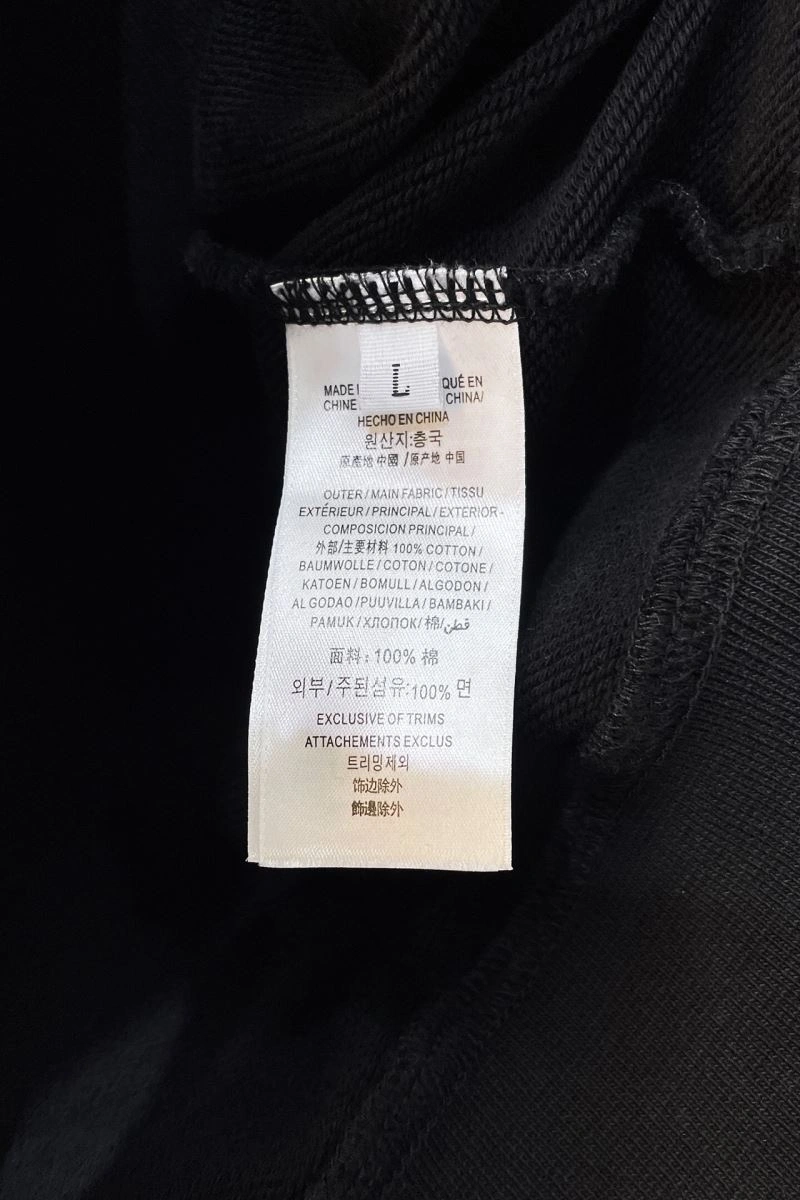 L
MADE QUÉ EN
CHINE CHINA/
HECHO EN CHINA
원산지:층국
原產地 中國 /原产地 中国
OUTER / MAIN FABRIC / TISSU
EXTÉRIEUR / PRINCIPAL / EXTERIOR-
COMPOSICION PRINCIPAL /
外部/主要材料 100% COTTON /
BAUMWOLLE / COTON / COTONE /
KATOEN / BOMULL / ALGODON /
ALGODAO / PUUVILLA / BAMBAKI /
PAMUK / ХЛОПОК / 棉/قطن
面料: 100% 棉
외부/주된섬유:100% 면
EXCLUSIVE OF TRIMS
ATTACHEMENTS EXCLUS
트리밍제외
饰边除外
飾邊除外